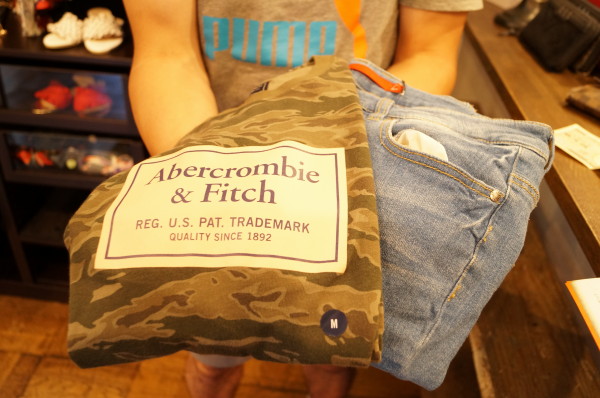 PUMA
Abercrombie
& Fitch
REG. U.S. PAT. TRADEMARK
QUALITY SINCE 1892
M